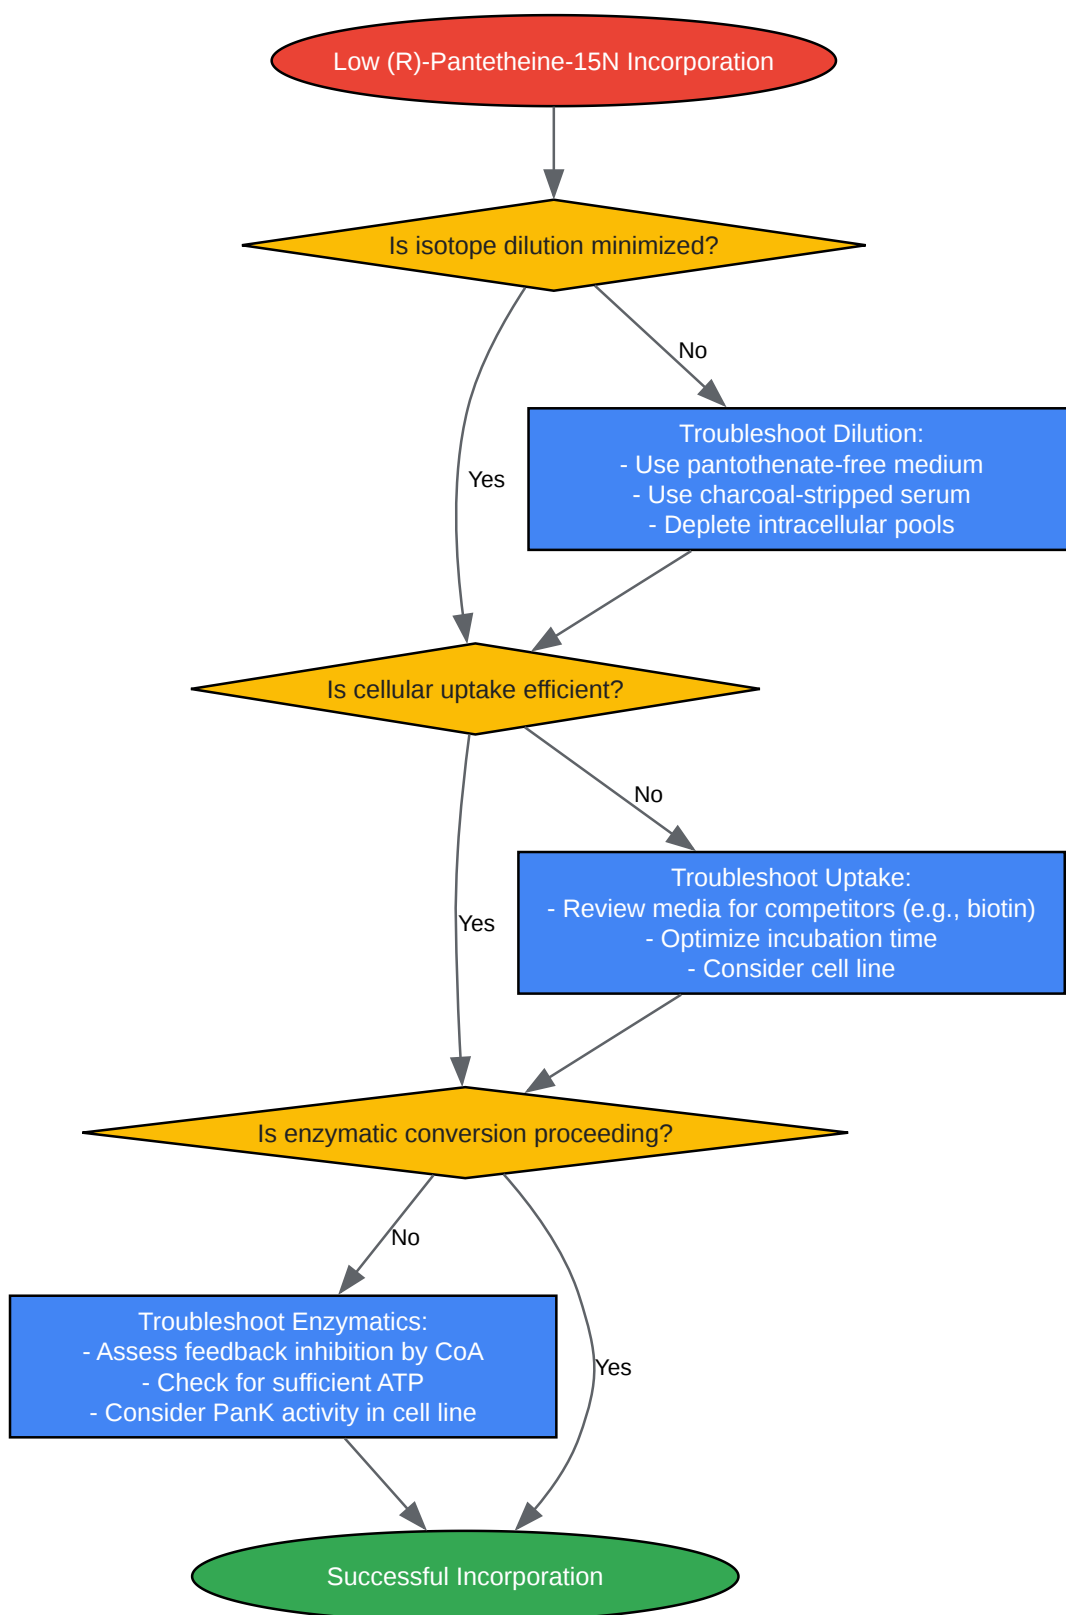 Low (R)-Pantetheine-15N Incorporation
Is isotope dilution minimized?
No
Yes
Troubleshoot Dilution:
- Use pantothenate-free medium
- Use charcoal-stripped serum
- Deplete intracellular pools
Is cellular uptake efficient?
No
Yes
Troubleshoot Uptake:
- Review media for competitors (e.g., biotin)
- Optimize incubation time
- Consider cell line
Is enzymatic conversion proceeding?
No
Yes
Troubleshoot Enzymatics:
- Assess feedback inhibition by CoA
- Check for sufficient ATP
- Consider PanK activity in cell line
Successful Incorporation